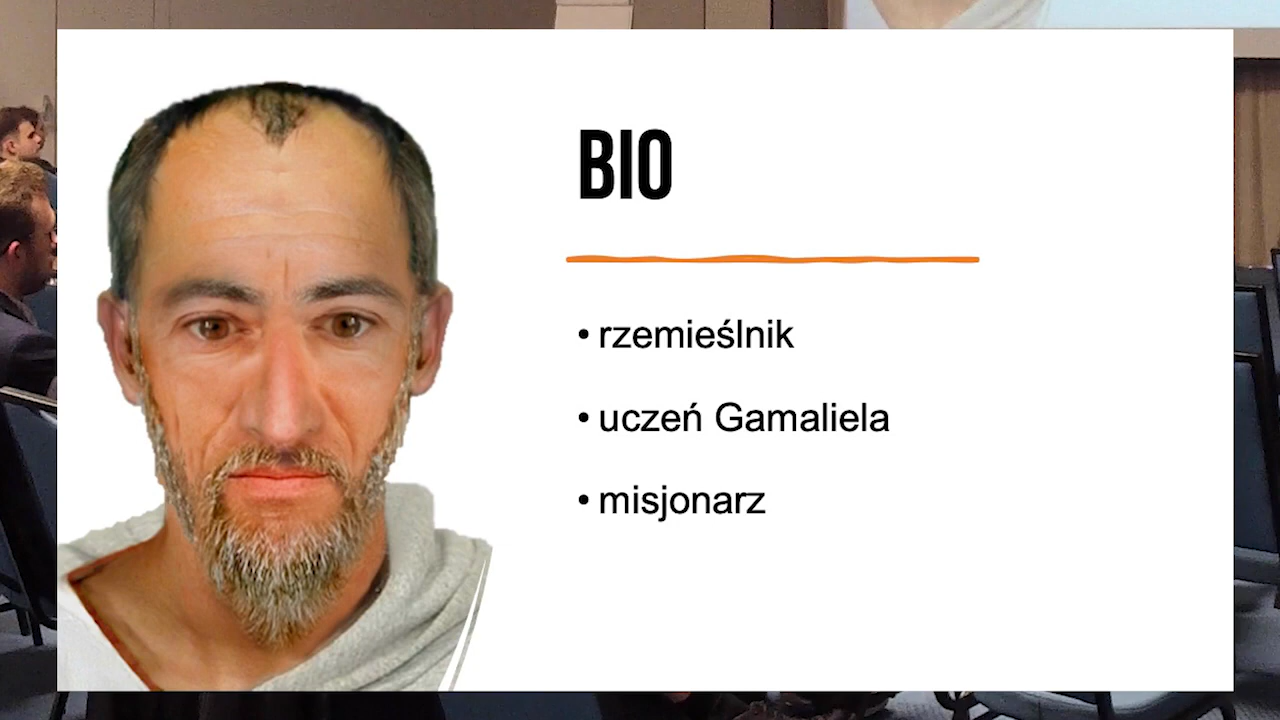 BIO
• rzemieślnik
• uczeń Gamaliela
• misjonarz